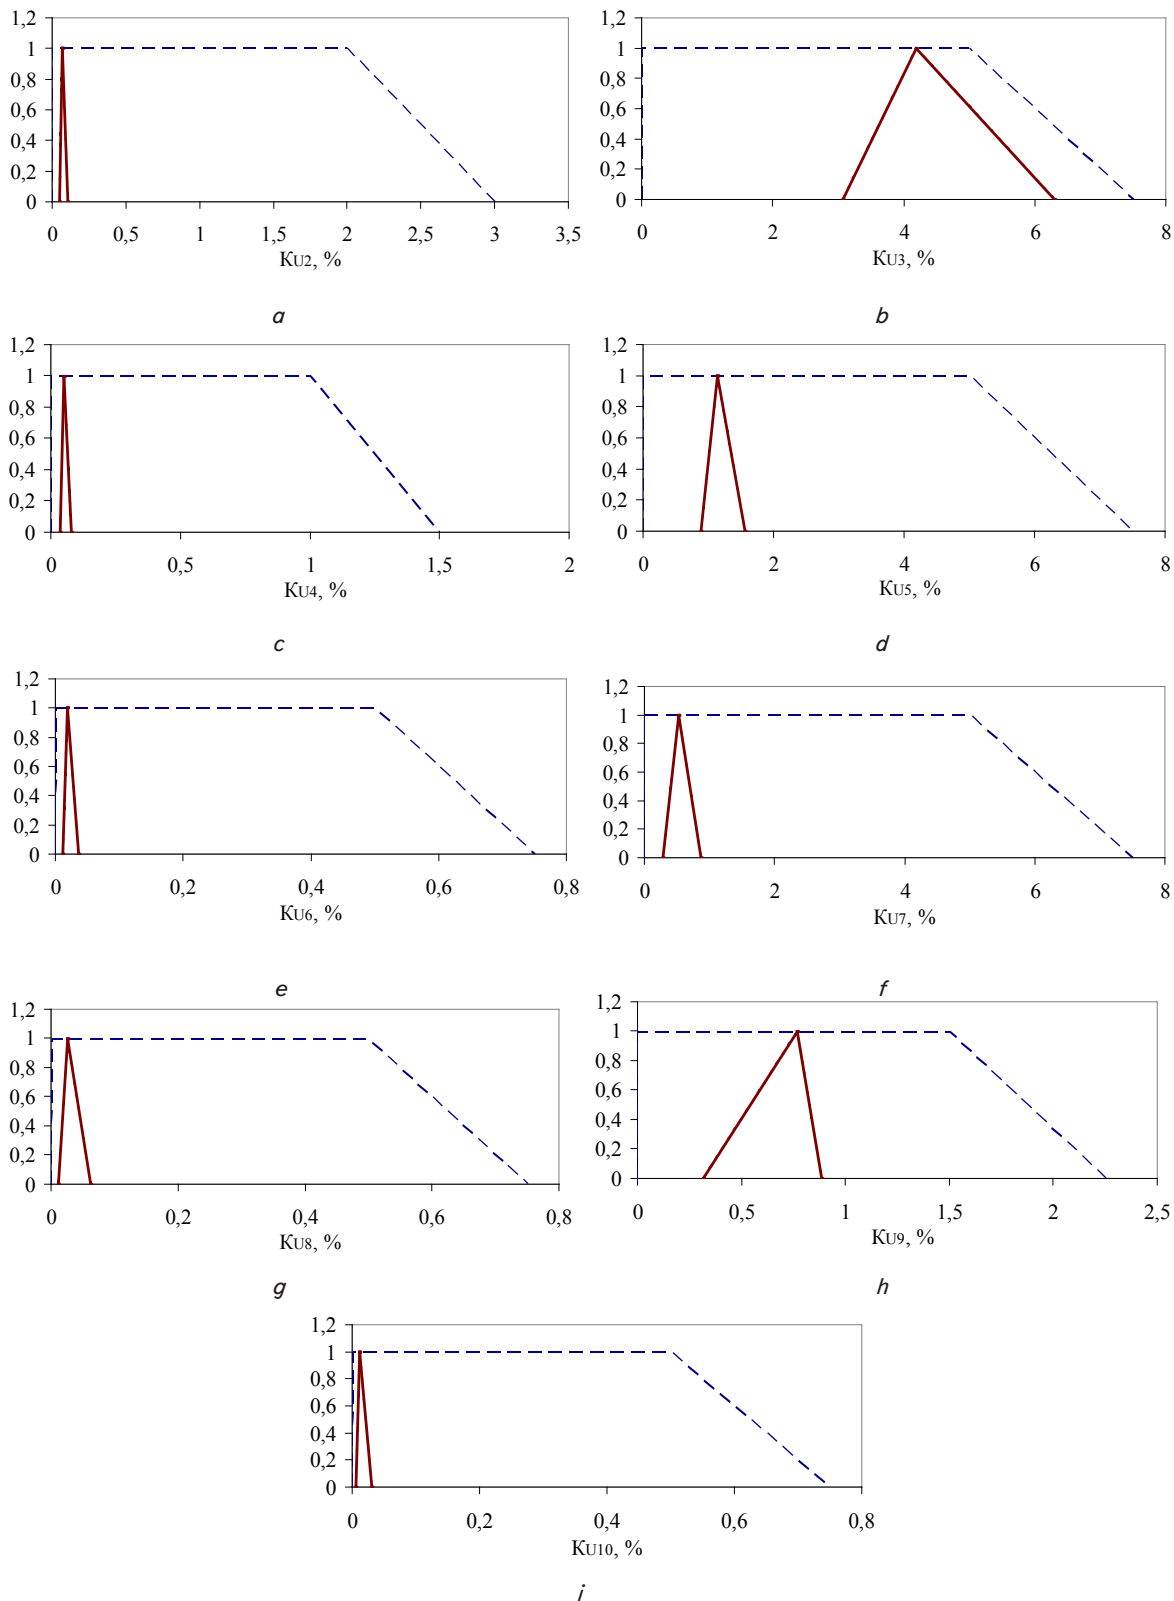 1,2
1
0,8
0,6
0,4
0,2
0
0 0,5 1 1,5 2 2,5 3 3,5
KU2, %
a
1,2
1
0,8
0,6
0,4
0,2
0
0 2 4 6 8
KU3, %
b
1,2
1
0,8
0,6
0,4
0,2
0
0 0,5 1 1,5 2
KU4, %
c
1,2
1
0,8
0,6
0,4
0,2
0
0 2 4 6 8
KU5, %
d
1,2
1
0,8
0,6
0,4
0,2
0
0 0,2 0,4 0,6 0,8
KU6, %
e
1,2
1
0,8
0,6
0,4
0,2
0
0 2 4 6 8
KU7, %
f
1,2
1
0,8
0,6
0,4
0,2
0
0 0,2 0,4 0,6 0,8
KU8, %
g
1,2
1
0,8
0,6
0,4
0,2
0
0 0,5 1 1,5 2 2,5
KU9, %
h
1,2
1
0,8
0,6
0,4
0,2
0
0 0,2 0,4 0,6 0,8
KU10, %
i